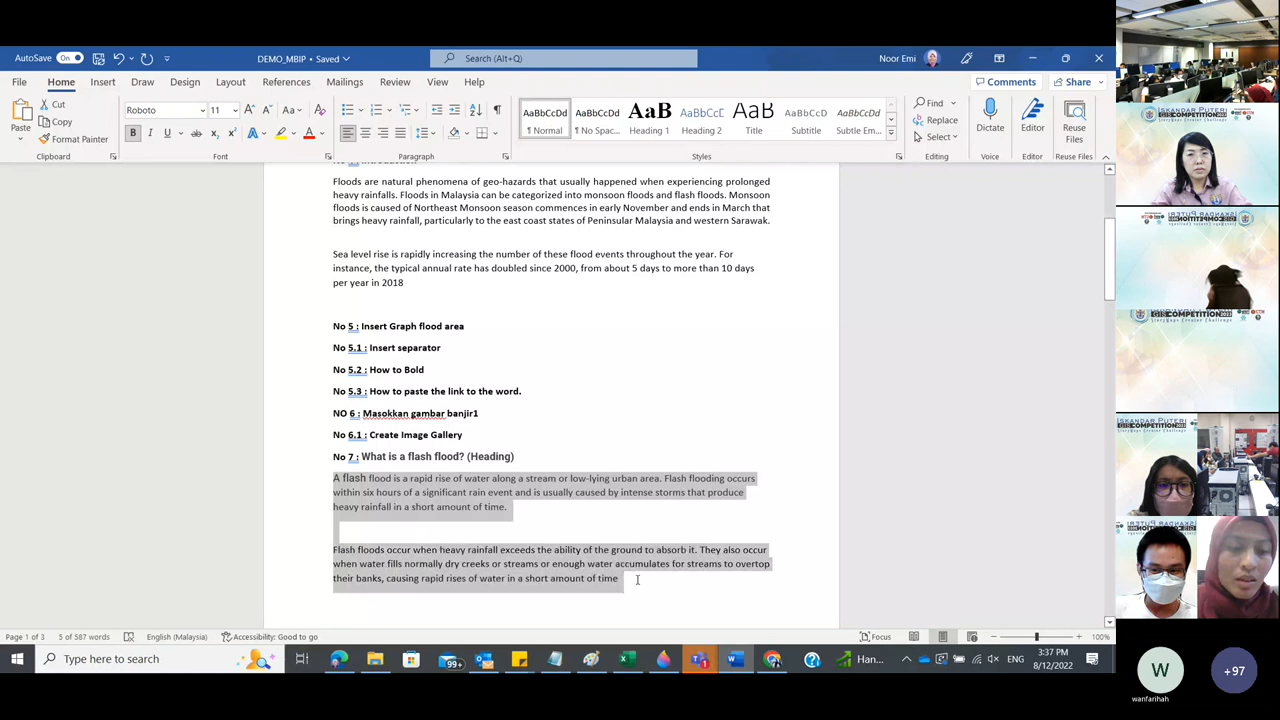 AutoSave On DEMO_MBIP • Saved Search (Alt+Q) Noor Emi
File Home Insert Draw Design Layout References Mailings Review View Help Comments Share
Paste Cut Copy Format Painter
Roboto 11
AaBbCcDd AaBbCcDd AaB AaBbCcC AaB AaBbCcD AaBbCcDd
¶ Normal ¶ No Spac... Heading 1 Heading 2 Title Subtitle Subtle Em...
Find Replace Select
Dictate Editor Reuse Files
Clipboard Font Paragraph Styles Editing Voice Editor Reuse Files
Floods are natural phenomena of geo-hazards that usually happened when experiencing prolonged
heavy rainfalls. Floods in Malaysia can be categorized into monsoon floods and flash floods. Monsoon
floods is caused of Northeast Monsoon season commences in early November and ends in March that
brings heavy rainfall, particularly to the east coast states of Peninsular Malaysia and western Sarawak.
Sea level rise is rapidly increasing the number of these flood events throughout the year. For
instance, the typical annual rate has doubled since 2000, from about 5 days to more than 10 days
per year in 2018
No 5 : Insert Graph flood area
No 5.1 : Insert separator
No 5.2 : How to Bold
No 5.3 : How to paste the link to the word.
NO 6 : Masokkan gambar banjir1
No 6.1 : Create Image Gallery
No 7 : What is a flash flood? (Heading)
A flash flood is a rapid rise of water along a stream or low-lying urban area. Flash flooding occurs
within six hours of a significant rain event and is usually caused by intense storms that produce
heavy rainfall in a short amount of time.
Flash floods occur when heavy rainfall exceeds the ability of the ground to absorb it. They also occur
when water fills normally dry creeks or streams or enough water accumulates for streams to overtop
their banks, causing rapid rises of water in a short amount of time
Page 1 of 3 5 of 587 words English (Malaysia) Accessibility: Good to go Focus 100%
Type here to search 99+ Han... ENG 3:37 PM
8/12/2022
W
wanfarihah
+97